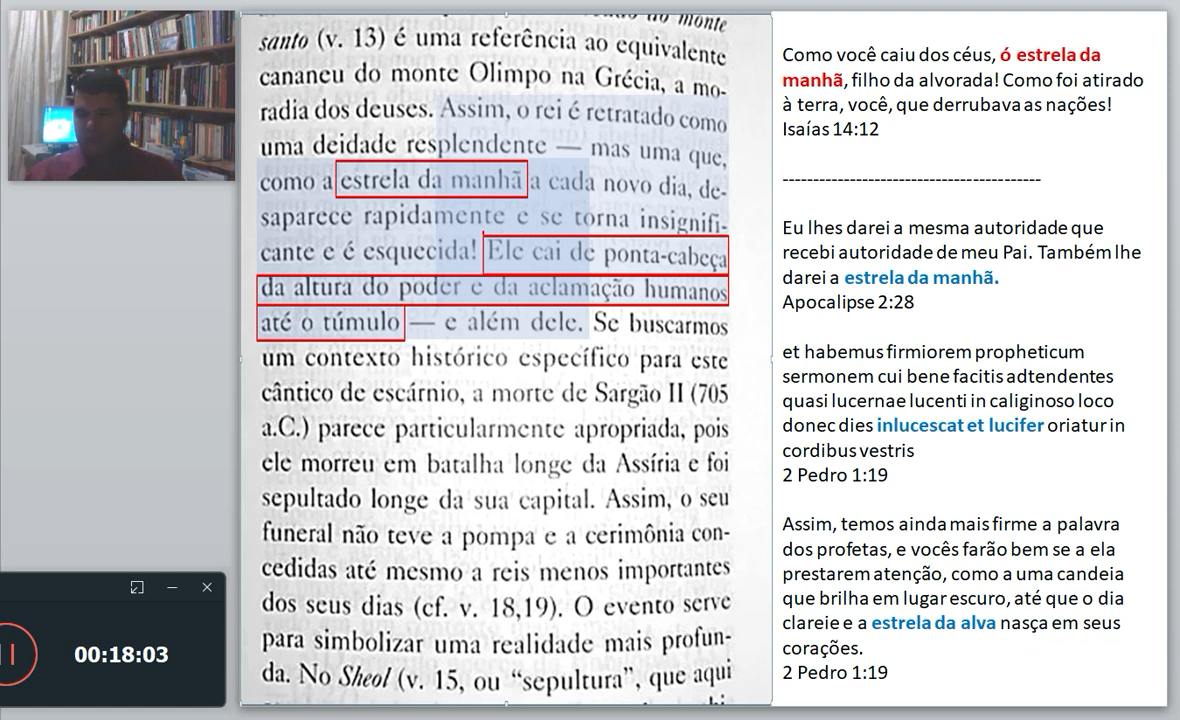 no monte
santo (v. 13) é uma referência ao equivalente
cananeu do monte Olimpo na Grécia, a mo-
radia dos deuses. Assim, o rei é retratado como
uma deidade resplendente — mas uma que,
como a estrela da manhã a cada novo dia, de-
saparece rapidamente e se torna insignifi-
cante e é esquecida! Ele cai de ponta-cabeça
da altura do poder e da aclamação humanos
até o túmulo — e além dele. Se buscarmos
um contexto histórico específico para este
cântico de escárnio, a morte de Sargão II (705
a.C.) parece particularmente apropriada, pois
ele morreu em batalha longe da Assíria e foi
sepultado longe da sua capital. Assim, o seu
funeral não teve a pompa e a cerimônia con-
cedidas até mesmo a reis menos importantes
dos seus dias (cf. v. 18,19). O evento serve
para simbolizar uma realidade mais profun-
da. No Sheol (v. 15, ou “sepultura”, que aqui
Como você caiu dos céus, ó estrela da
manhã, filho da alvorada! Como foi atirado
à terra, você, que derrubava as nações!
Isaías 14:12
------------------------------------------
Eu lhes darei a mesma autoridade que
recebi autoridade de meu Pai. Também lhe
darei a estrela da manhã.
Apocalipse 2:28
et habemus firmiorem propheticum
sermonem cui bene facitis adtendentes
quasi lucernae lucenti in caliginoso loco
donec dies inlucescat et lucifer oriatur in
cordibus vestris
2 Pedro 1:19
Assim, temos ainda mais firme a palavra
dos profetas, e vocês farão bem se a ela
prestarem atenção, como a uma candeia
que brilha em lugar escuro, até que o dia
clareie e a estrela da alva nasça em seus
corações.
2 Pedro 1:19
00:18:03